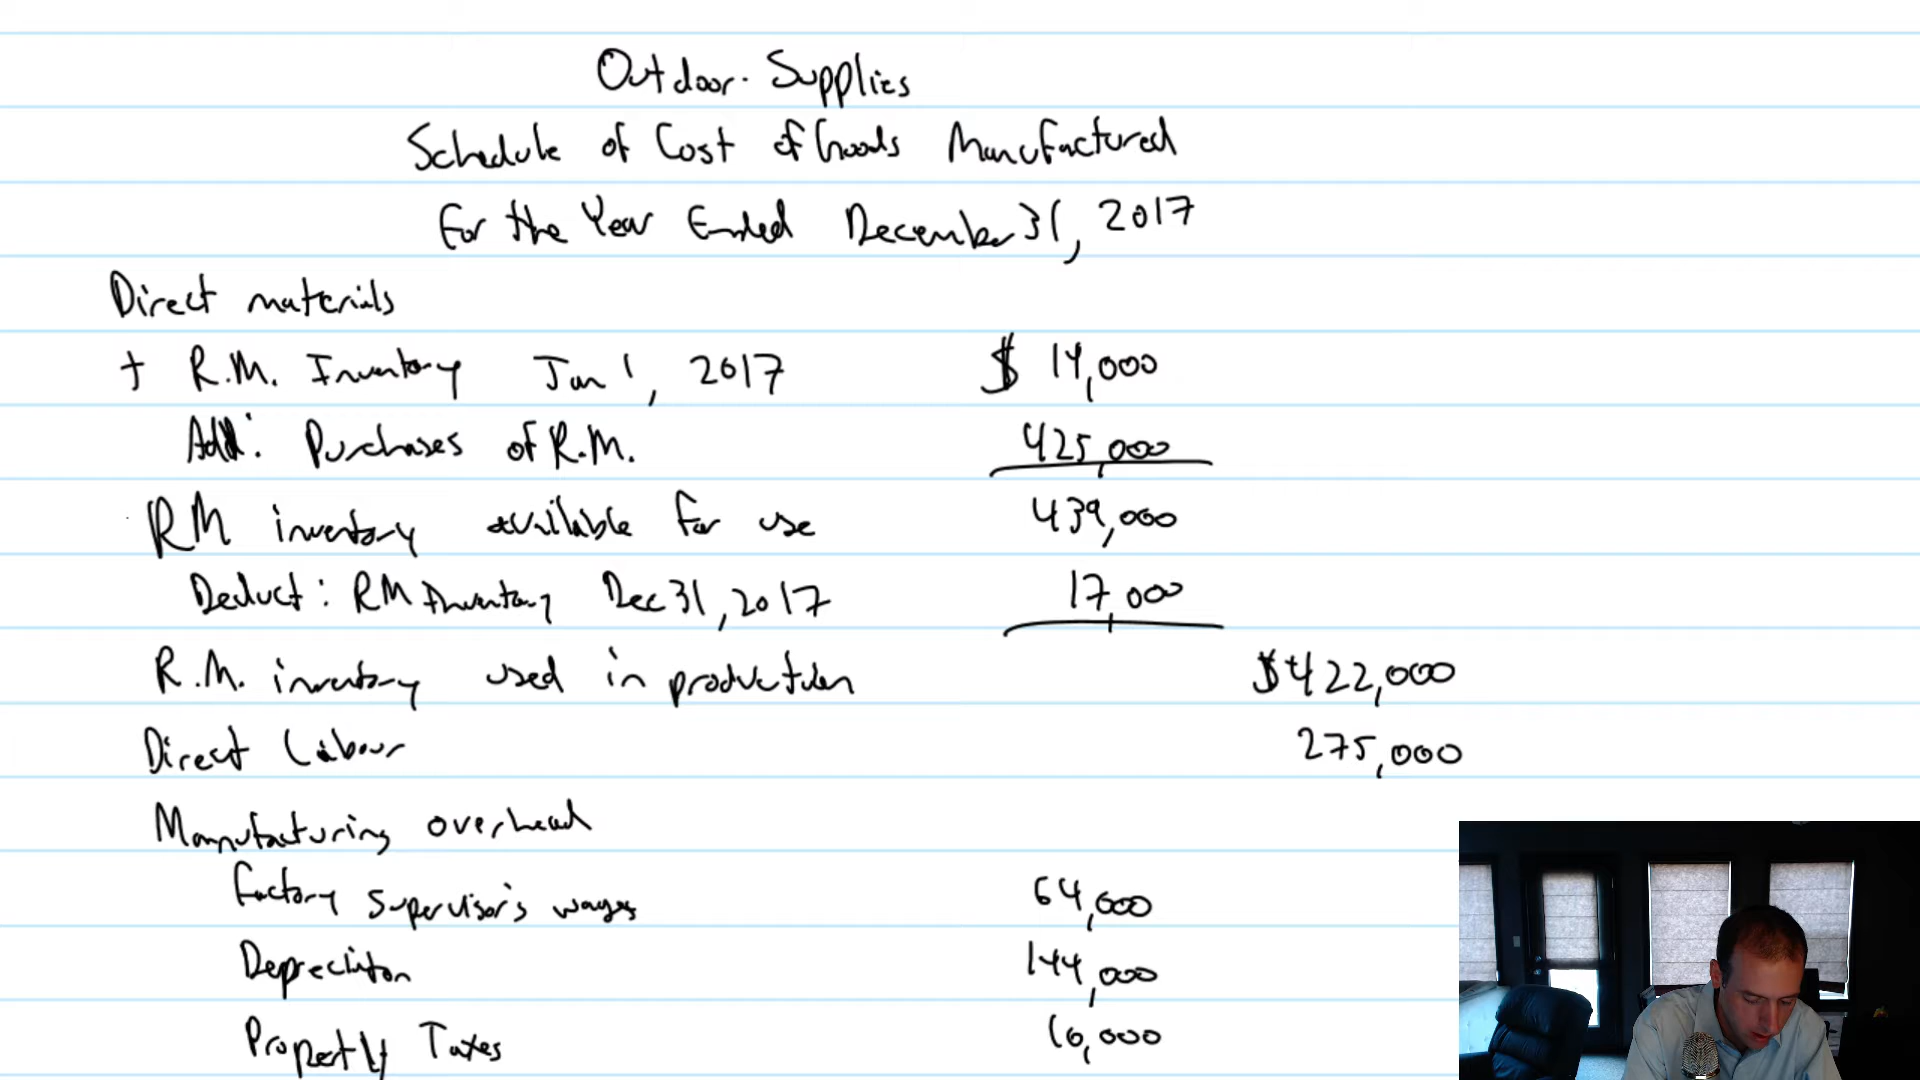 Outdoor Supplies
Schedule of Cost of Goods Manufactured
For the Year Ended December 31, 2017
Direct materials
+ R.M. Inventory Jan 1, 2017 $ 14,000
Add: Purchases of R.M. 425,000
RM inventory available for use 439,000
Deduct: RM Inventory Dec 31, 2017 17,000
R.M. inventory used in production $422,000
Direct Labour 275,000
Manufacturing overhead
Factory Supervisor's wages 64,000
Depreciation 144,000
Property Taxes 10,000